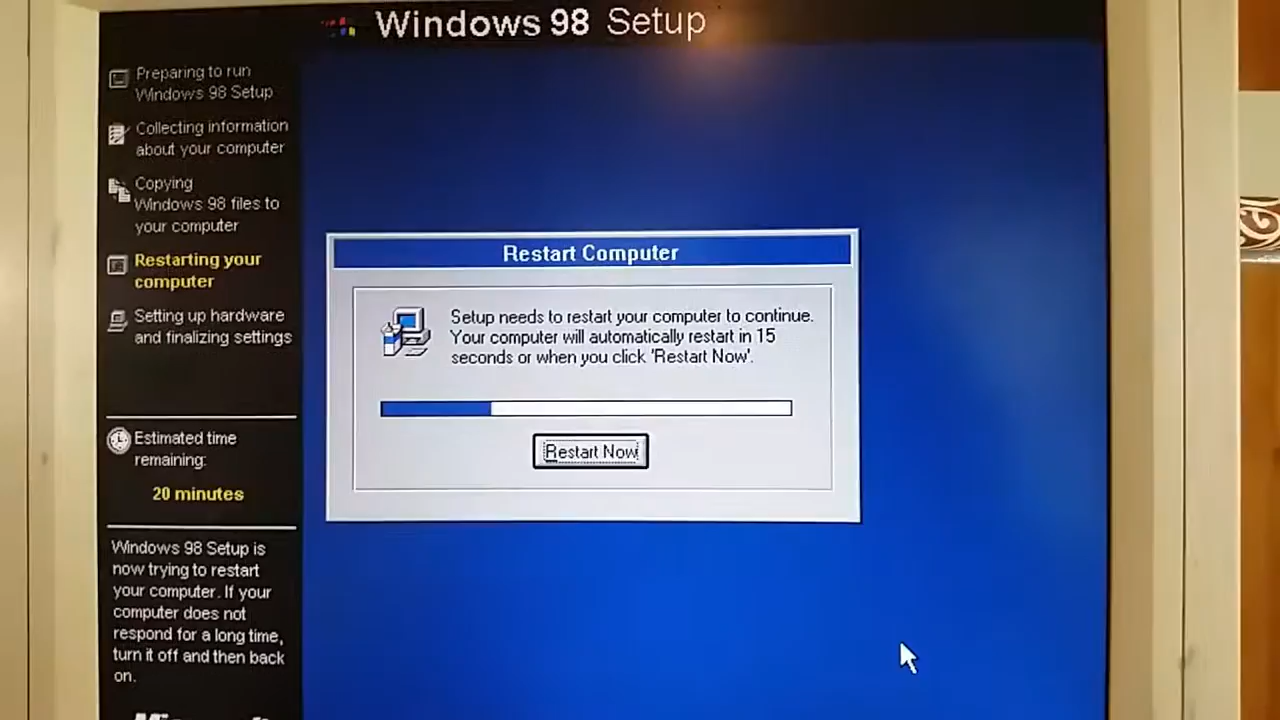 Windows 98 Setup
Preparing to run
Windows 98 Setup
Collecting information
about your computer
Copying
Windows 98 files to
your computer
Restarting your
computer
Setting up hardware
and finalizing settings
Estimated time
remaining:
20 minutes
Windows 98 Setup is
now trying to restart
your computer. If your
computer does not
respond for a long time,
turn it off and then back
on.
Microsoft
Restart Computer
Setup needs to restart your computer to continue.
Your computer will automatically restart in 15
seconds or when you click 'Restart Now'.
Restart Now